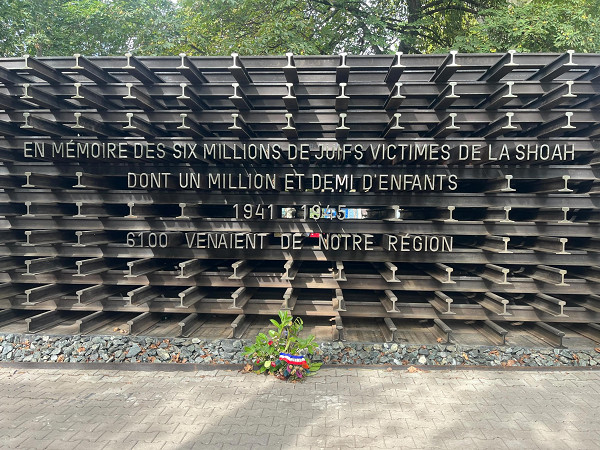 EN MÉMOIRE DES SIX MILLIONS DE JUIFS VICTIMES DE LA SHOAH
DONT UN MILLION ET DEMI D'ENFANTS
1941 - 1945
6100 VENAIENT DE NOTRE RÉGION